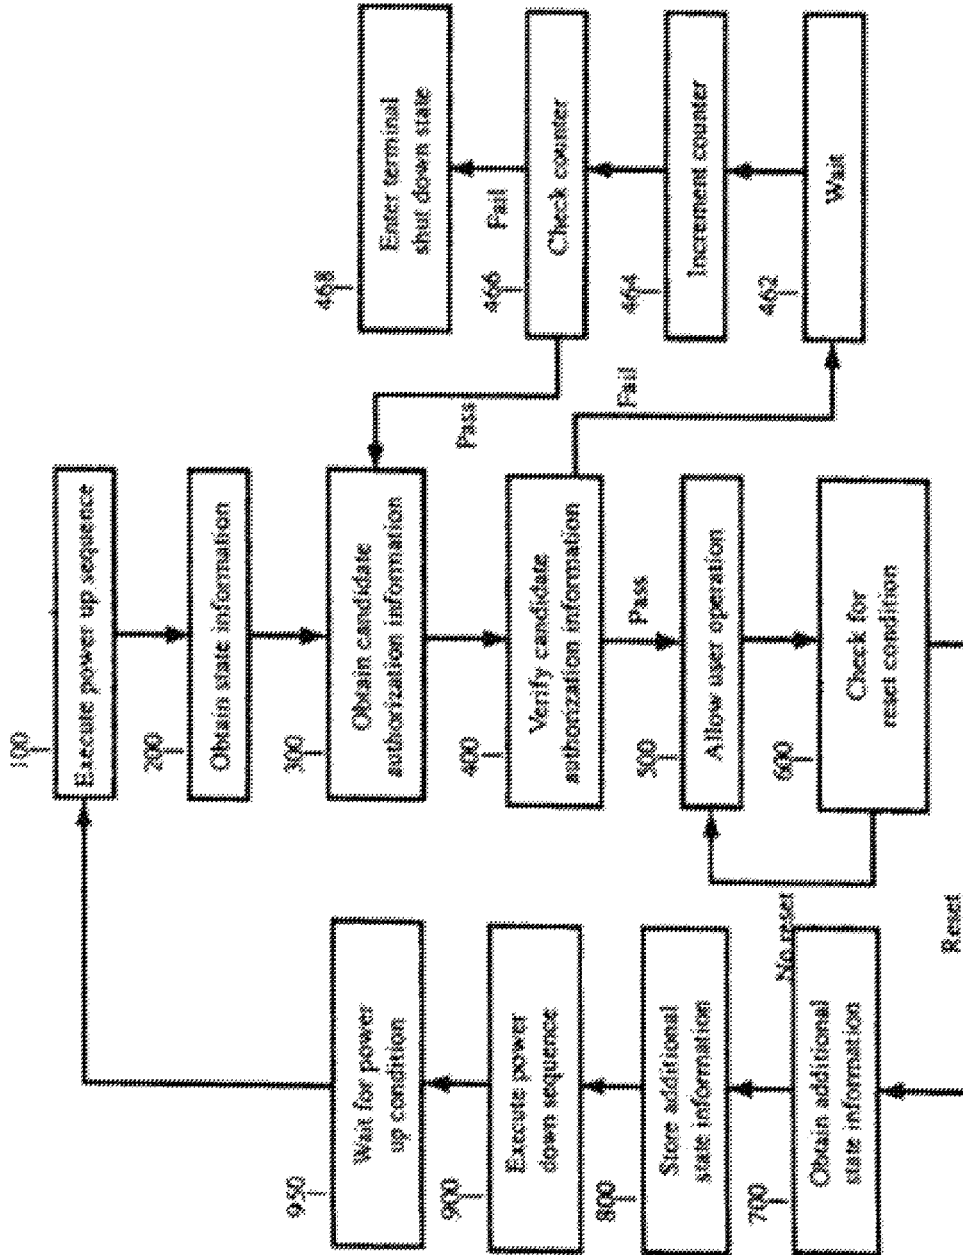 100
Execute power up sequence
200
Obtain state information
300
Obtain candidate
authorization information
400
Verify candidate
authorization information
Pass
Fail
500
Allow user operation
600
Check for
reset condition
No reset
Reset
700
Obtain additional
state information
800
Store additional
state information
900
Execute power
down sequence
950
Wait for power
up condition
462
Wait
464
Increment counter
466
Check counter
Pass
Fail
468
Enter terminal
shut down state